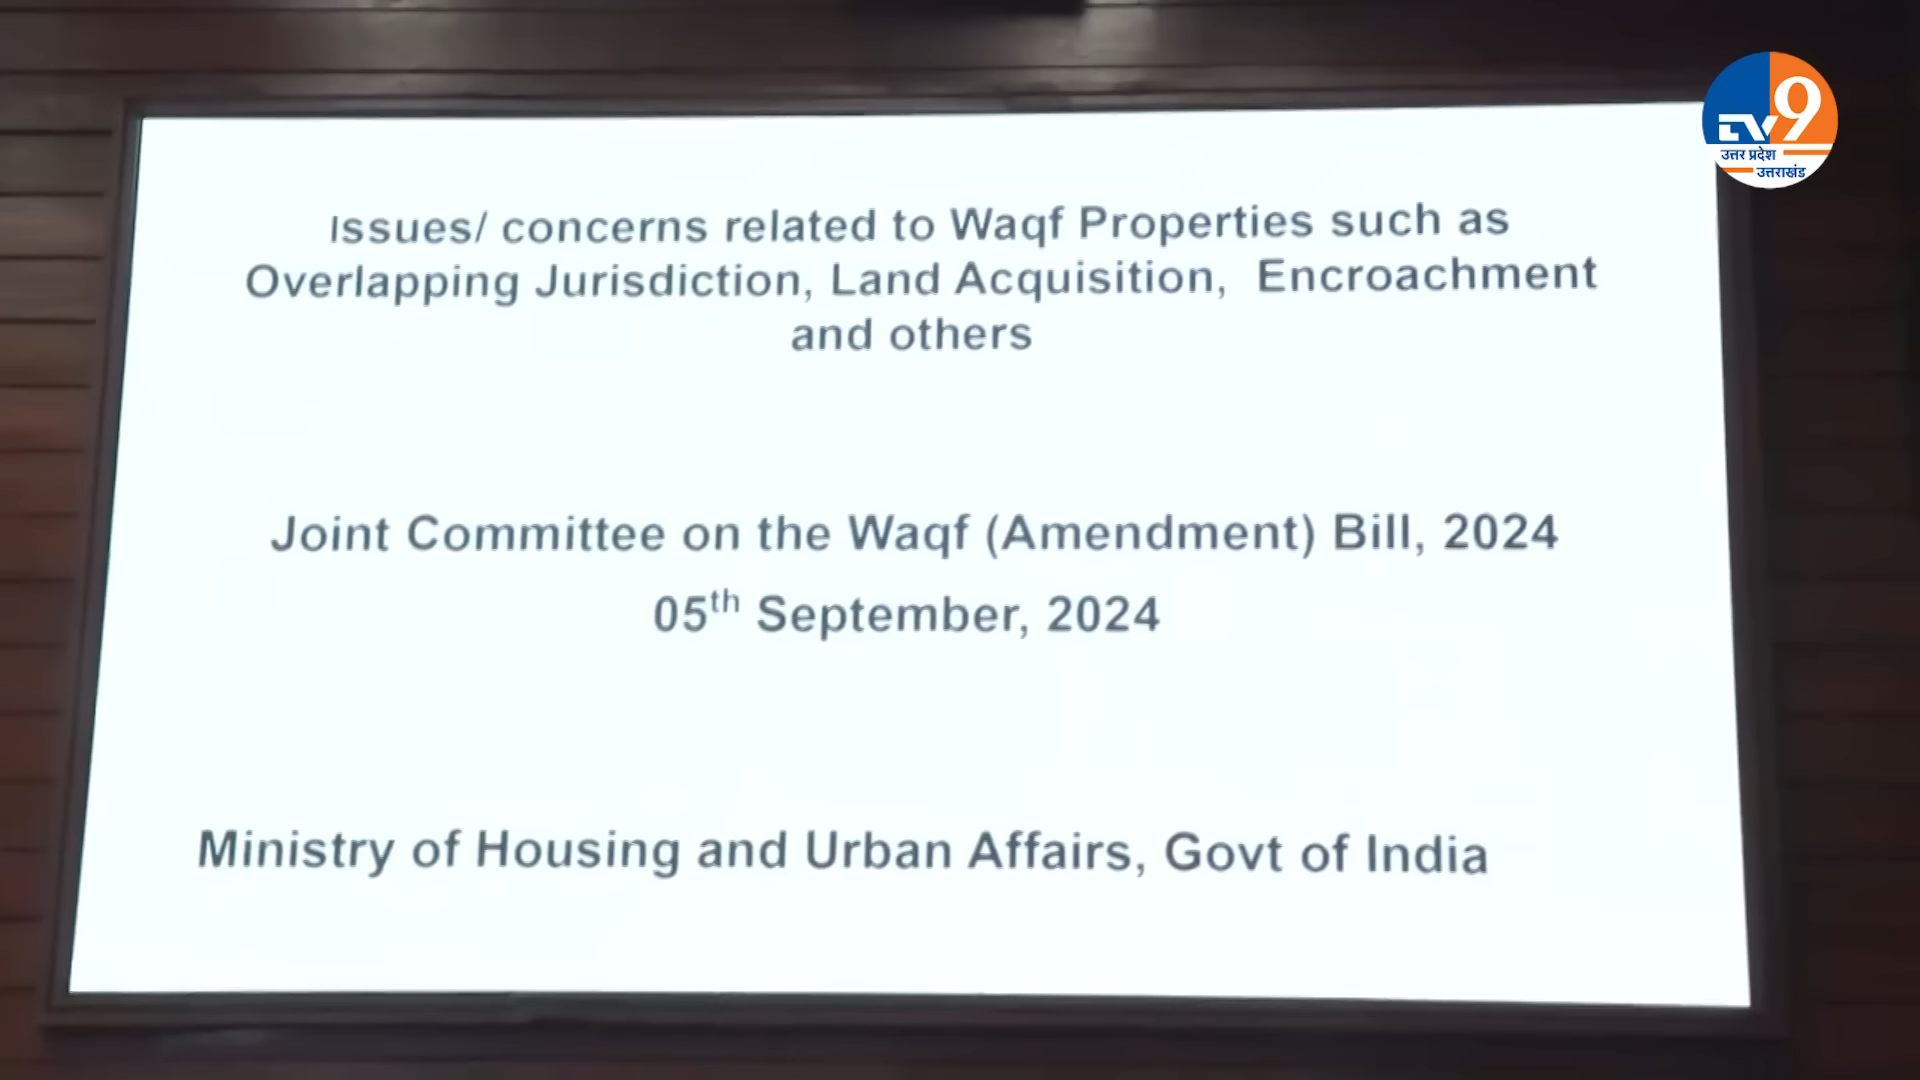 TV9
उत्तर प्रदेश
उत्तराखंड
Issues/ concerns related to Waqf Properties such as
Overlapping Jurisdiction, Land Acquisition, Encroachment
and others
Joint Committee on the Waqf (Amendment) Bill, 2024
05th September, 2024
Ministry of Housing and Urban Affairs, Govt of India